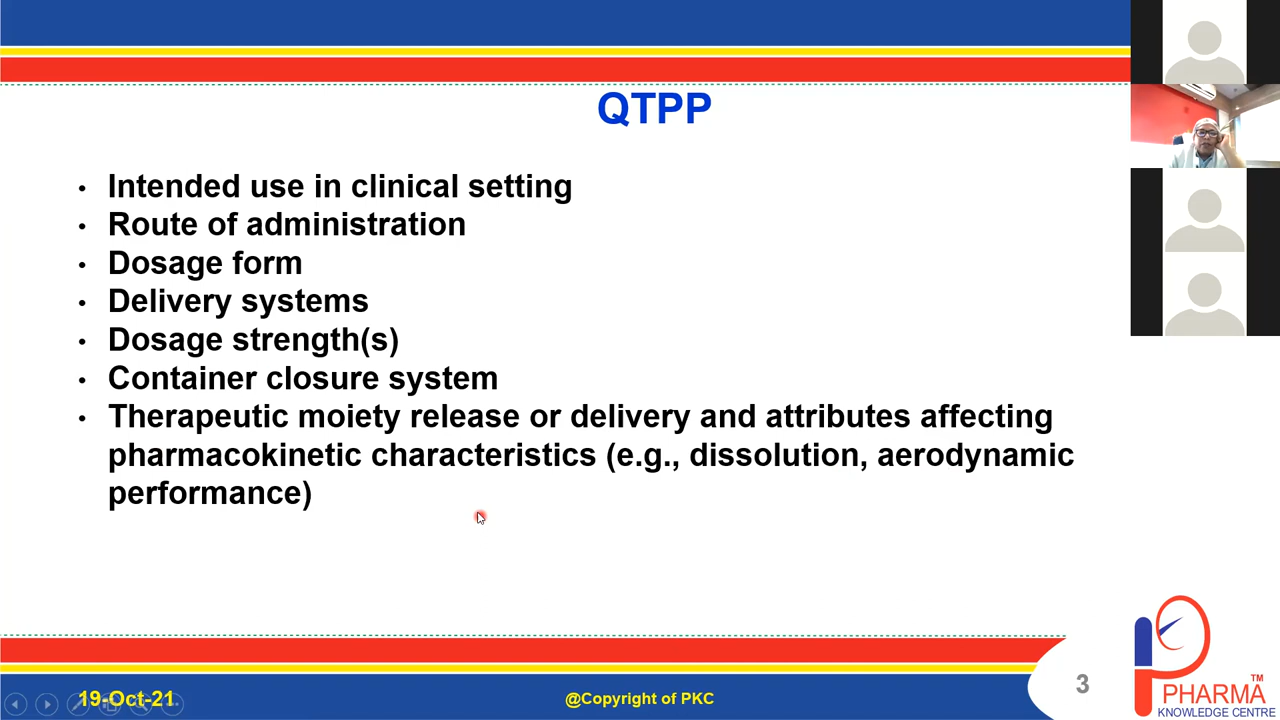 QTPP
• Intended use in clinical setting
• Route of administration
• Dosage form
• Delivery systems
• Dosage strength(s)
• Container closure system
• Therapeutic moiety release or delivery and attributes affecting
pharmacokinetic characteristics (e.g., dissolution, aerodynamic
performance)
19-Oct-21
@Copyright of PKC
3
PHARMA TM
KNOWLEDGE CENTRE